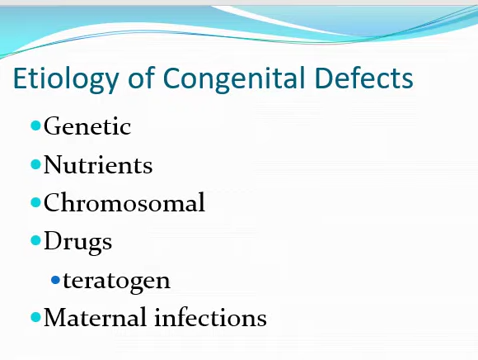 Etiology of Congenital Defects
Genetic
Nutrients
Chromosomal
Drugs
teratogen
Maternal infections